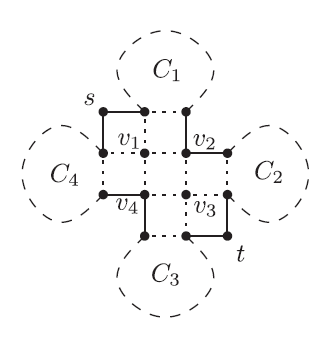 C₁
s
v₁ v₂
C₄ C₂
v₄ v₃
t
C₃